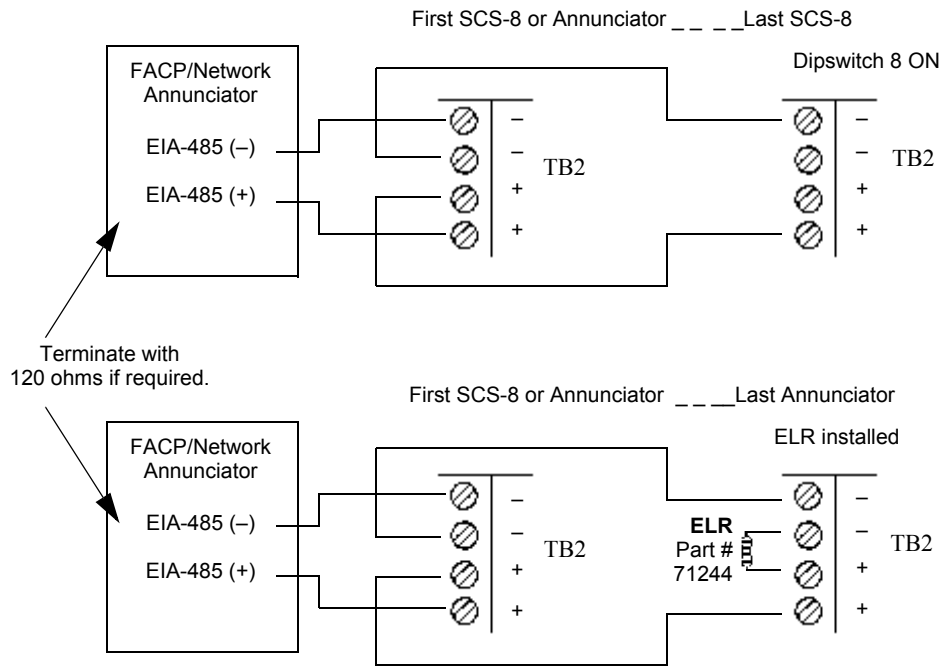 First SCS-8 or Annunciator _ _ _ _Last SCS-8
Dipswitch 8 ON
FACP/Network
Annunciator
EIA-485 (–)
EIA-485 (+)
–
–
+
+
TB2
–
–
+
+
TB2
Terminate with
120 ohms if required.
First SCS-8 or Annunciator _ _ __Last Annunciator
ELR installed
FACP/Network
Annunciator
EIA-485 (–)
EIA-485 (+)
–
–
+
+
TB2
ELR
Part #
71244
–
–
+
+
TB2